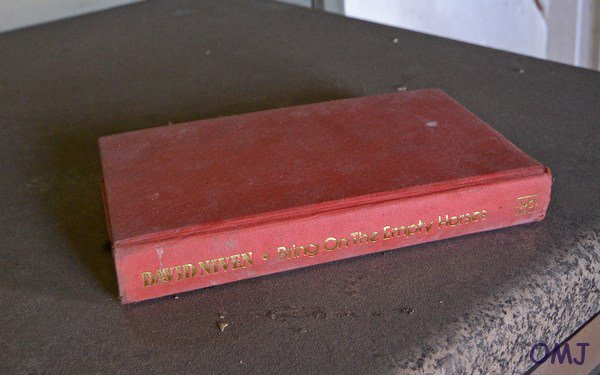 DAVID NIVEN • Bring On The Empty Horses
OMJ